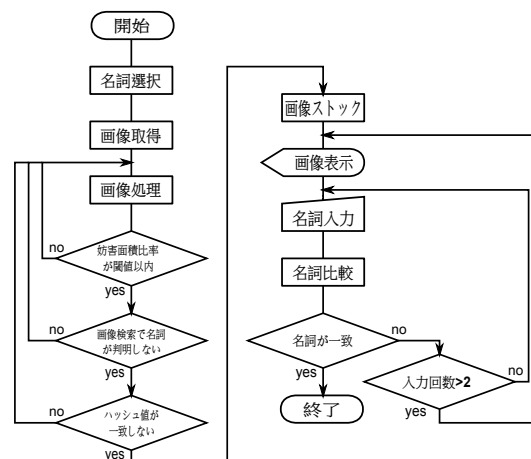 開始
名詞選択
画像取得
画像処理
妨害面積比率
が閾値以内
no
yes
画像検索で名詞
が判明しない
no
yes
ハッシュ値が
一致しない
no
yes
画像ストック
画像表示
名詞入力
名詞比較
名詞が一致
no
yes
入力回数>2
no
yes
終了